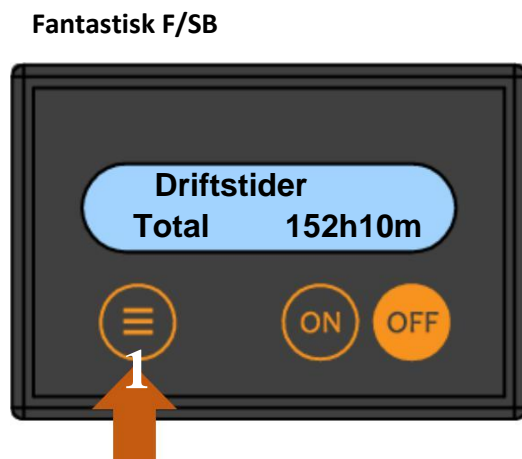 Fantastisk F/SB
Driftstider
Total 152h10m
ON OFF
1